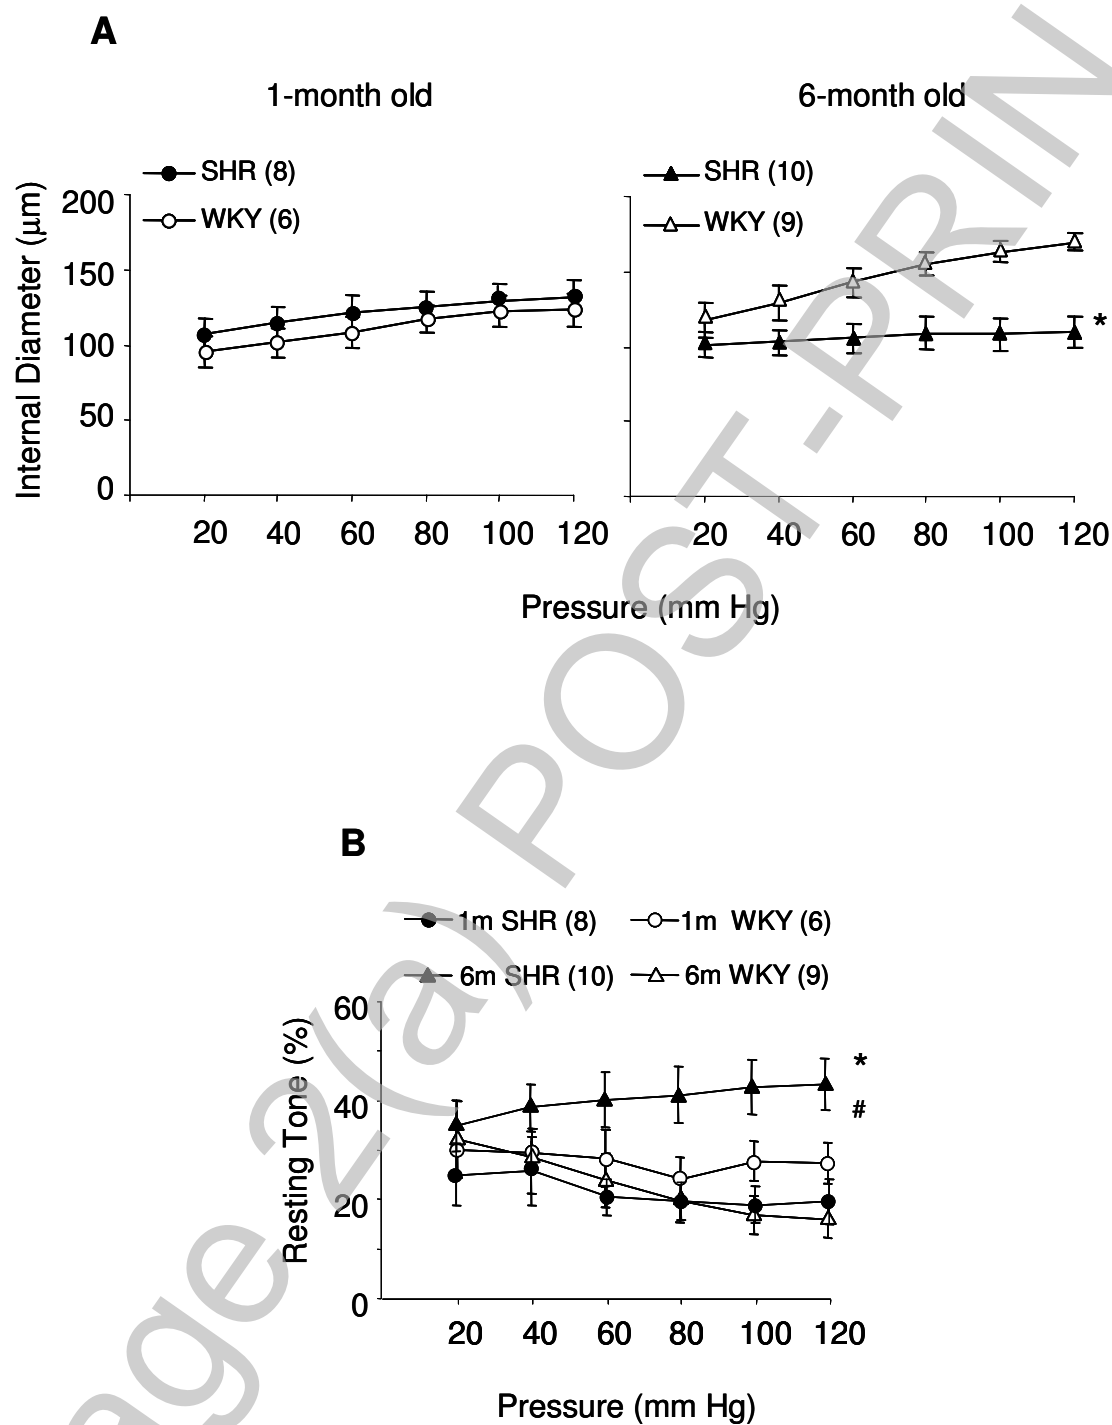 A
1-month old
6-month old
SHR (8)
WKY (6)
SHR (10)
WKY (9)
Internal Diameter (µm)
200
150
100
50
0
*
20 40 60 80 100 120
20 40 60 80 100 120
Pressure (mm Hg)
B
1m SHR (8)
1m WKY (6)
6m SHR (10)
6m WKY (9)
Resting Tone (%)
60
40
20
0
*
#
20 40 60 80 100 120
Pressure (mm Hg)
age 2(a) POST-PRIN